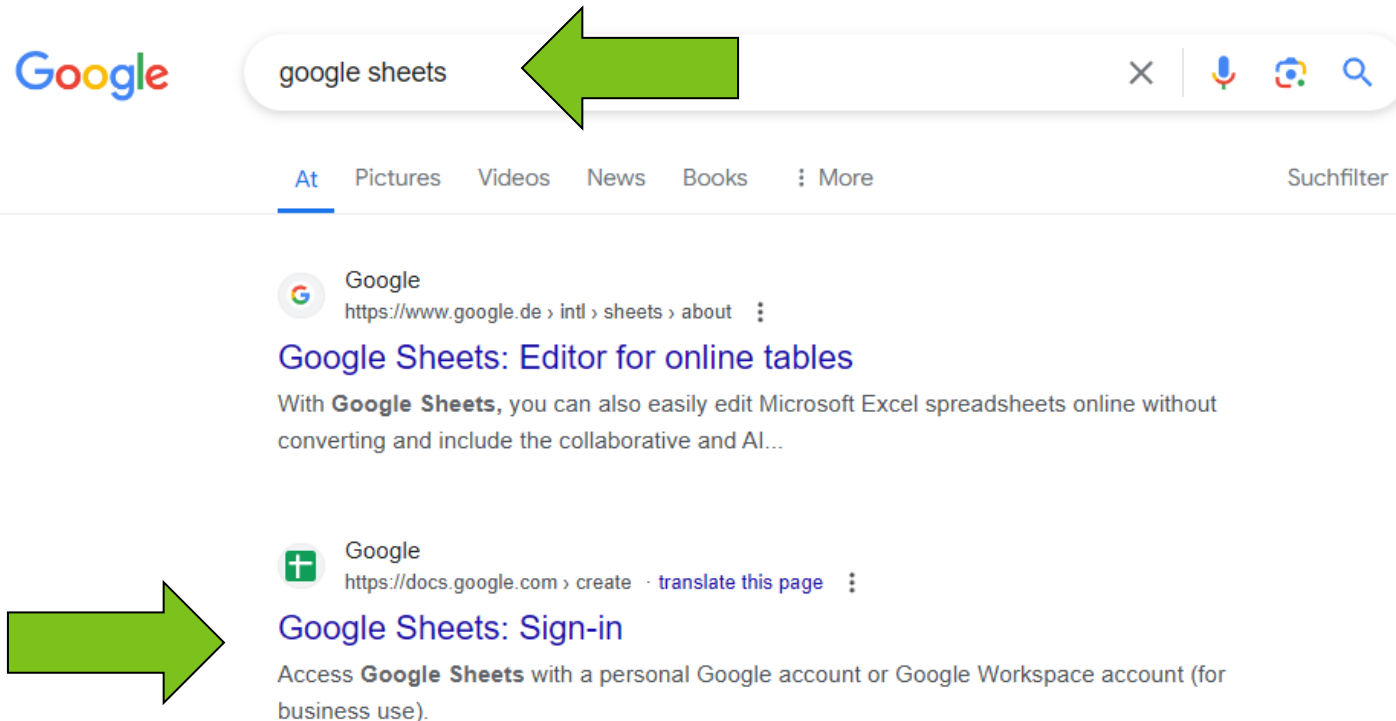 Google
google sheets
At Pictures Videos News Books More Suchfilter
Google
https://www.google.de › intl › sheets › about
Google Sheets: Editor for online tables
With Google Sheets, you can also easily edit Microsoft Excel spreadsheets online without
converting and include the collaborative and AI...
Google
https://docs.google.com › create · translate this page
Google Sheets: Sign-in
Access Google Sheets with a personal Google account or Google Workspace account (for
business use).